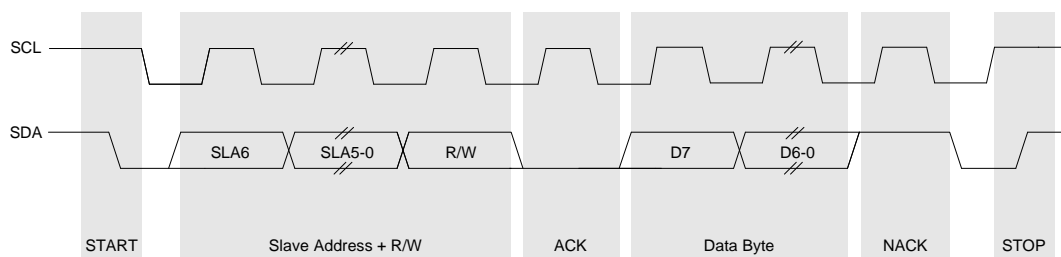 SCL
SDA
SLA6
SLA5-0
R/W
D7
D6-0
START
Slave Address + R/W
ACK
Data Byte
NACK
STOP